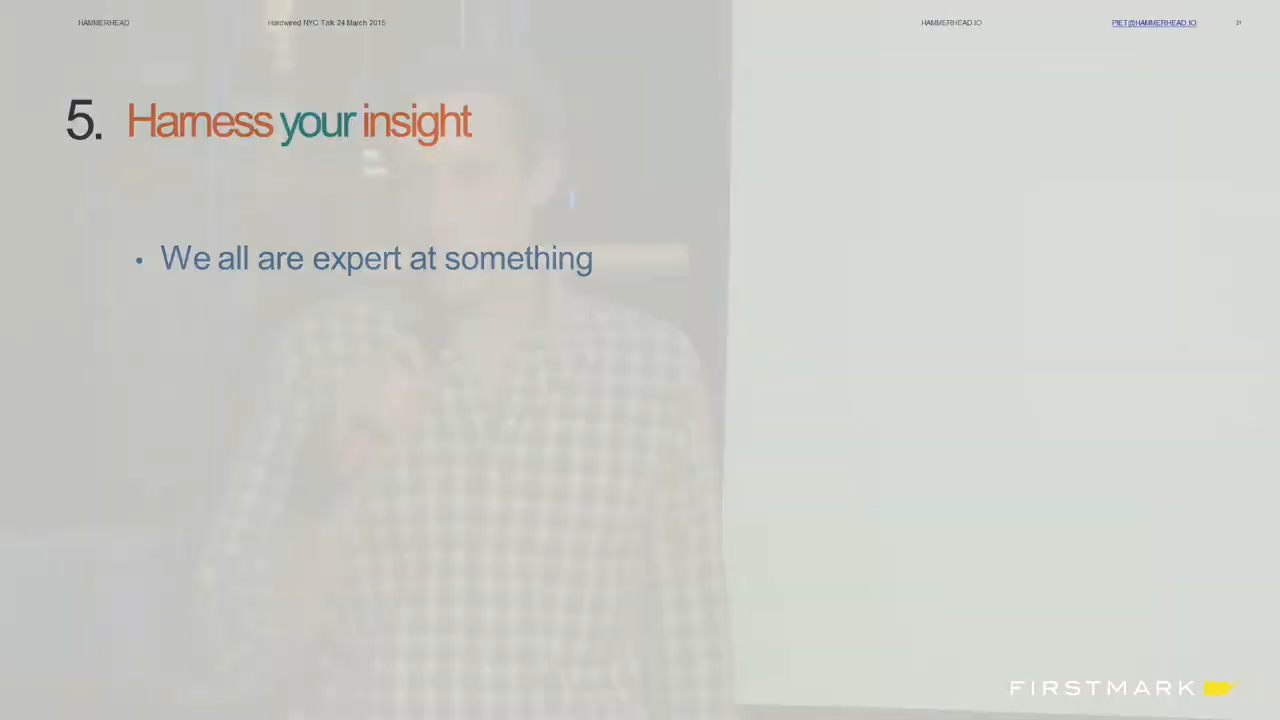 HAMMERHEAD Hardwired NYC Talk 24 March 2015 HAMMERHEAD.IO PIET@HAMMERHEAD.IO 21
5. Harness your insight
• We all are expert at something
FIRSTMARK